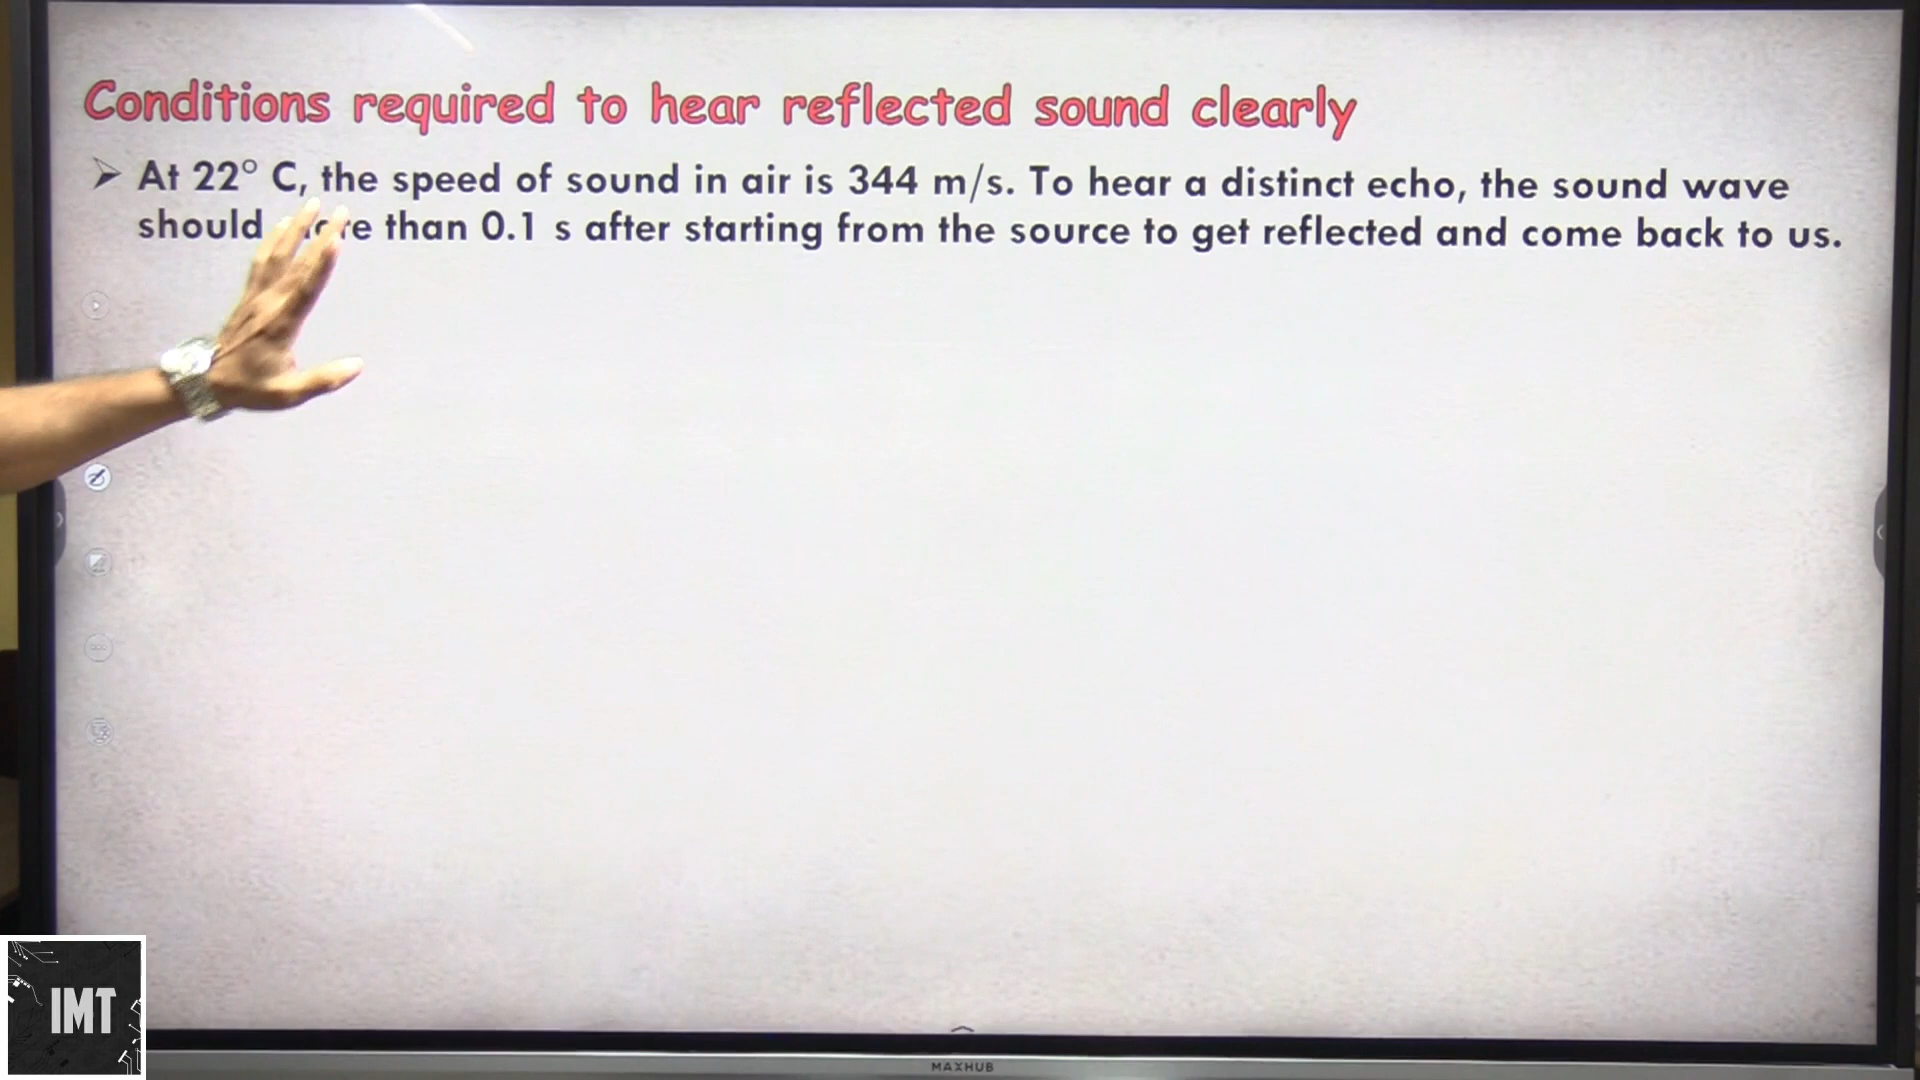 Conditions required to hear reflected sound clearly
At 22° C, the speed of sound in air is 344 m/s. To hear a distinct echo, the sound wave
should than 0.1 s after starting from the source to get reflected and come back to us.
IMT
MAXHUB